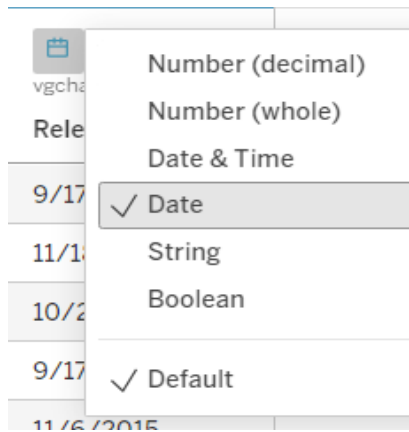 vgcha
Rele
9/17
11/1
10/2
9/17
11/6/2015
Number (decimal)
Number (whole)
Date & Time
Date
String
Boolean
Default